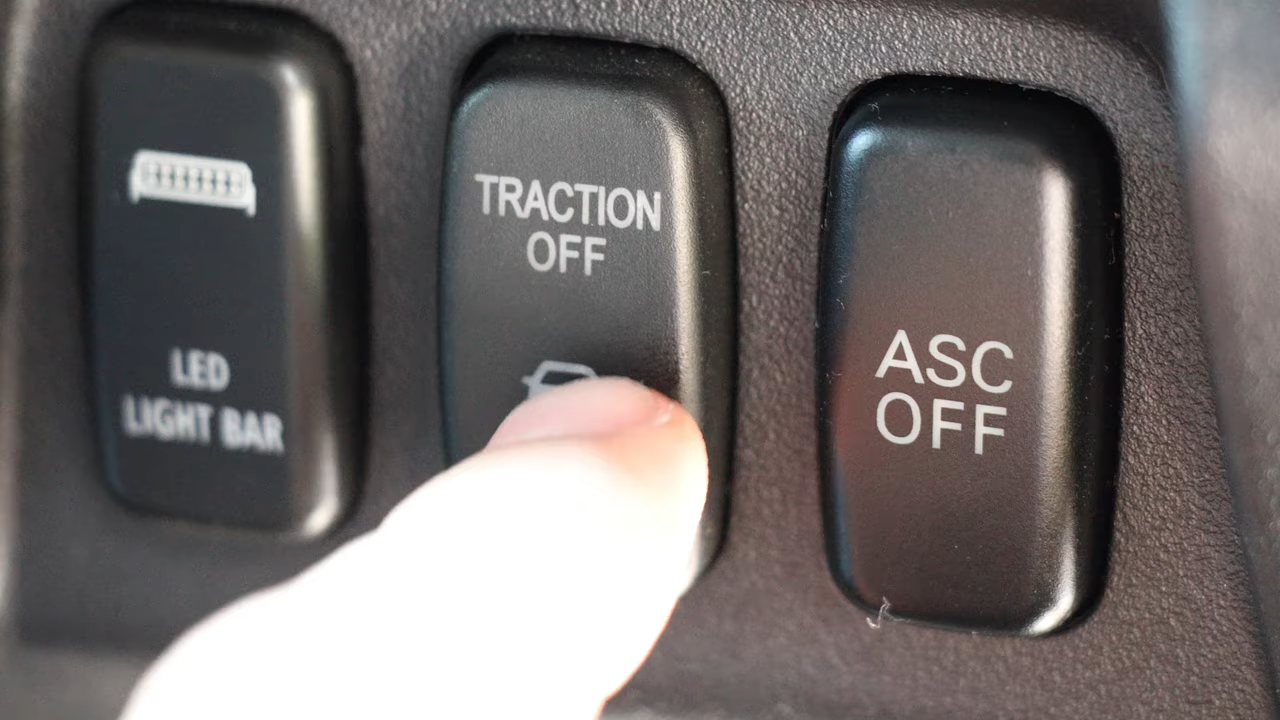 LED
LIGHT BAR
TRACTION
OFF
ASC
OFF